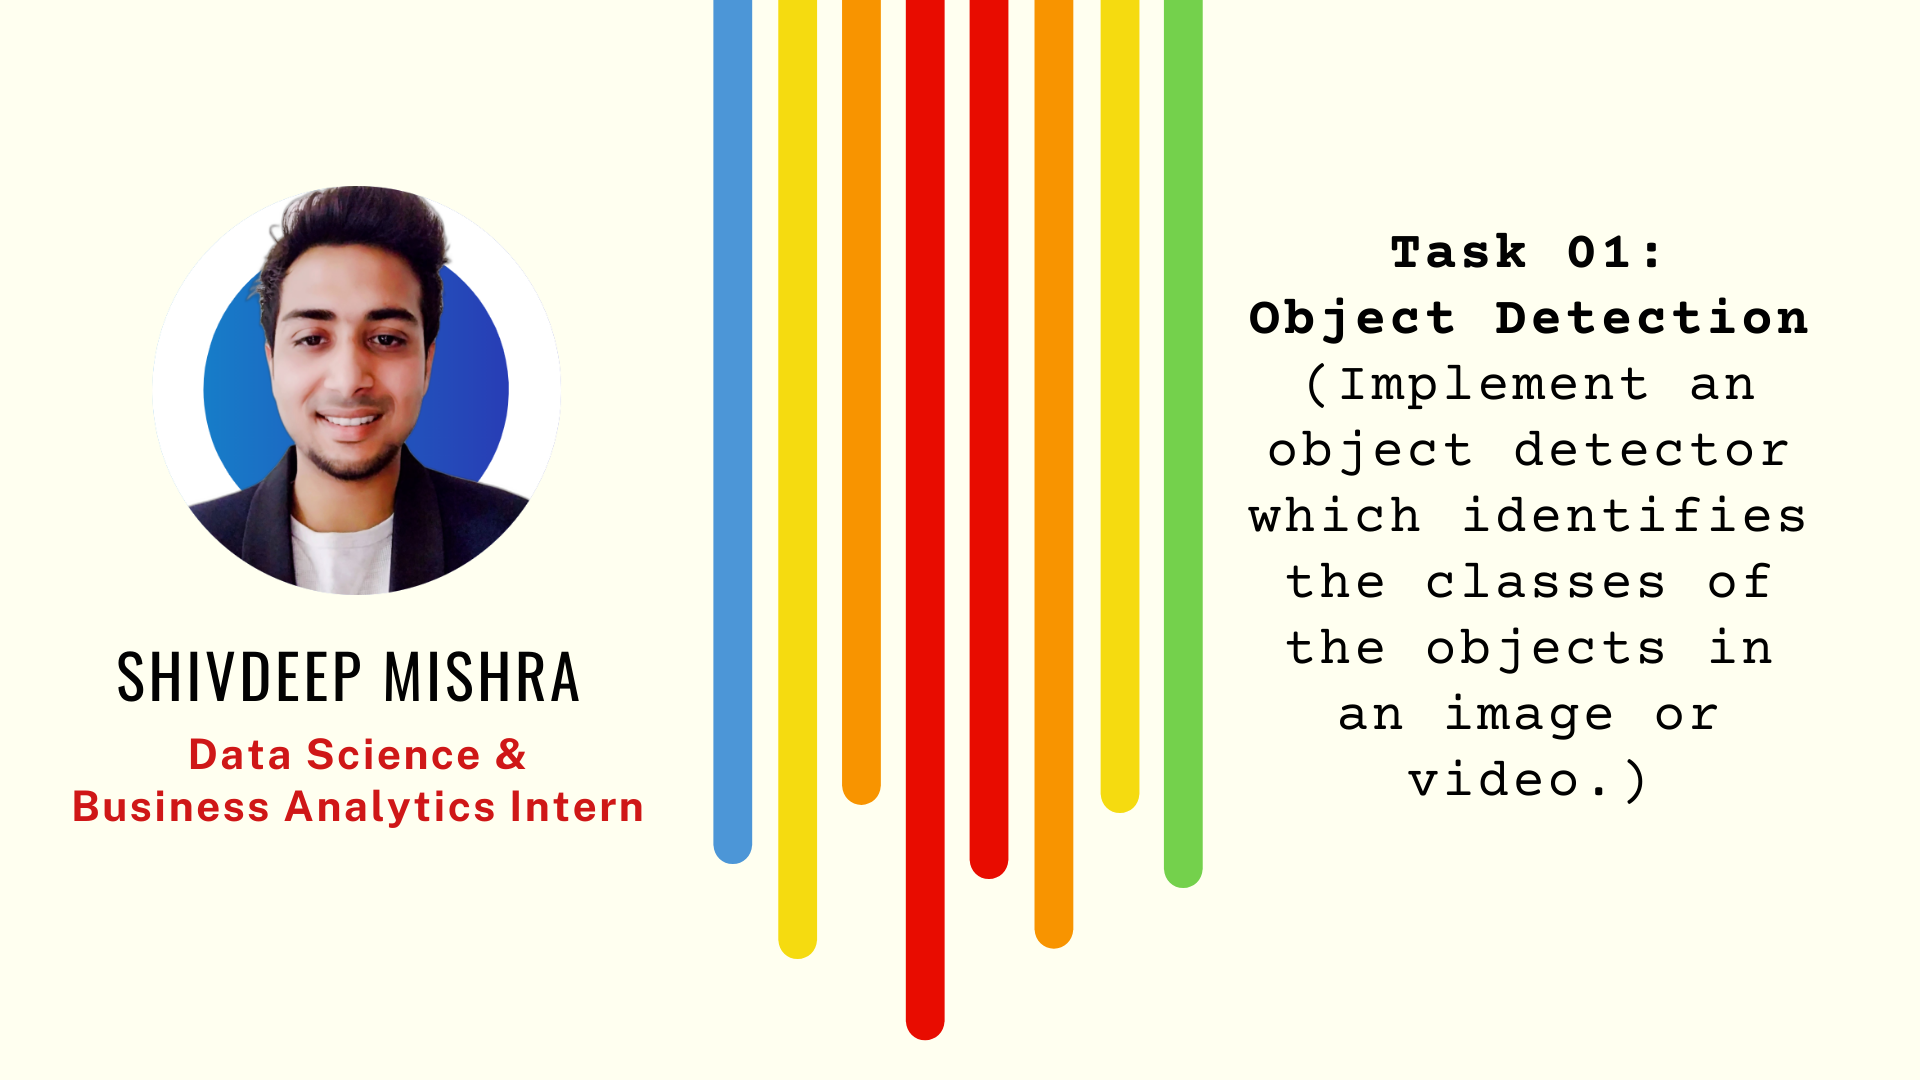 SHIVDEEP MISHRA
Data Science &
Business Analytics Intern
Task 01:
Object Detection
(Implement an
object detector
which identifies
the classes of
the objects in
an image or
video.)